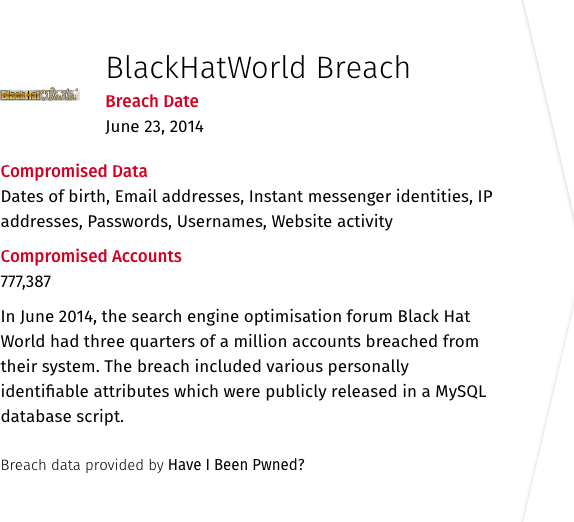 BlackHatWorld Breach
BlackHat World
Breach Date
June 23, 2014
Compromised Data
Dates of birth, Email addresses, Instant messenger identities, IP
addresses, Passwords, Usernames, Website activity
Compromised Accounts
777,387
In June 2014, the search engine optimisation forum Black Hat
World had three quarters of a million accounts breached from
their system. The breach included various personally
identifiable attributes which were publicly released in a MySQL
database script.
Breach data provided by Have I Been Pwned?